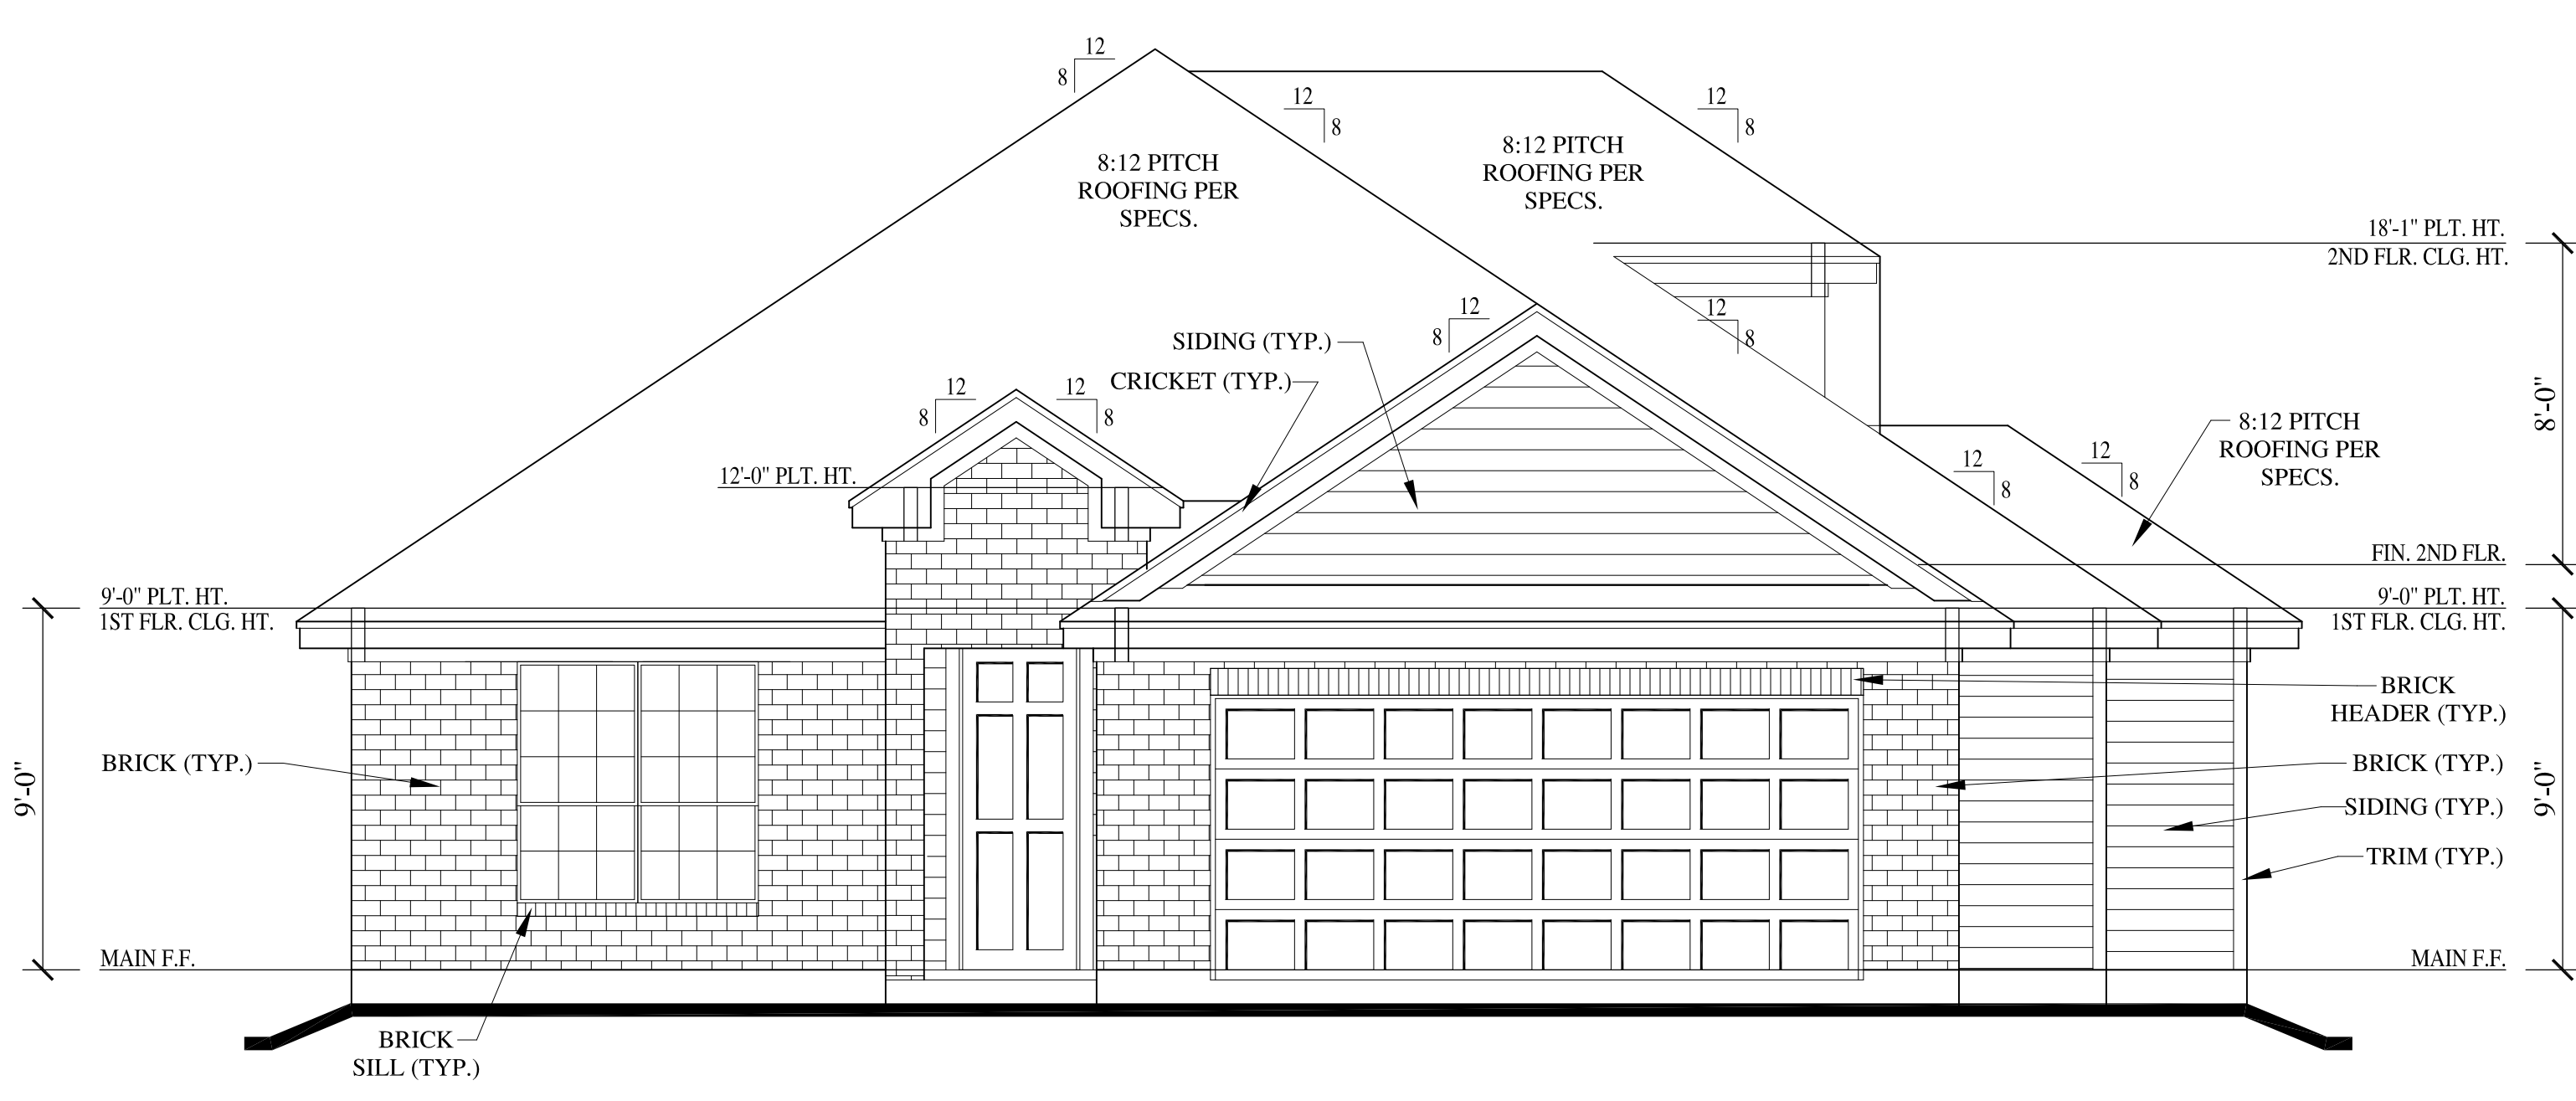 12
8
12
8
12
8
8:12 PITCH
ROOFING PER
SPECS.
8:12 PITCH
ROOFING PER
SPECS.
18'-1" PLT. HT.
2ND FLR. CLG. HT.
12
8
12
8
SIDING (TYP.)
CRICKET (TYP.)
12
8
12
8
8'-0"
8:12 PITCH
ROOFING PER
SPECS.
12
8
12
8
12'-0" PLT. HT.
FIN. 2ND FLR.
9'-0" PLT. HT.
1ST FLR. CLG. HT.
9'-0" PLT. HT.
1ST FLR. CLG. HT.
BRICK
HEADER (TYP.)
BRICK (TYP.)
BRICK (TYP.)
9'-0"
9'-0"
SIDING (TYP.)
TRIM (TYP.)
MAIN F.F.
MAIN F.F.
BRICK
SILL (TYP.)